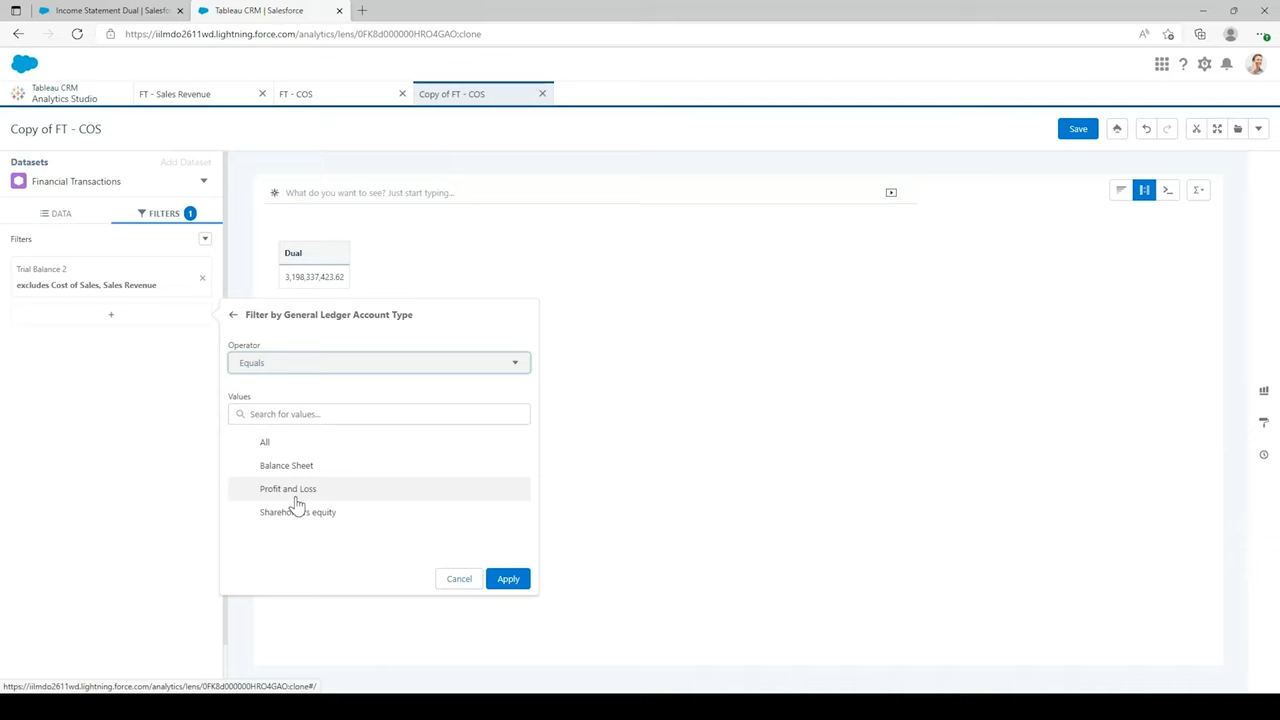 Income Statement Dual | Salesfo
Tableau CRM | Salesforce
https://iilmdo2611wd.lightning.force.com/analytics/lens/0FK8d000000HRO4GAO:clone
Tableau CRM
Analytics Studio
FT - Sales Revenue
FT - COS
Copy of FT - COS
Copy of FT - COS
Save
Datasets
Add Dataset
Financial Transactions
What do you want to see? Just start typing...
DATA
FILTERS 1
Filters
Dual
3,198,337,423.62
Trial Balance 2
excludes Cost of Sales, Sales Revenue
+
Filter by General Ledger Account Type
Operator
Equals
Values
Search for values...
All
Balance Sheet
Profit and Loss
Shareholders equity
Cancel
Apply
https://iilmdo2611wd.lightning.force.com/analytics/lens/0FK8d000000HRO4GAO:clone#/